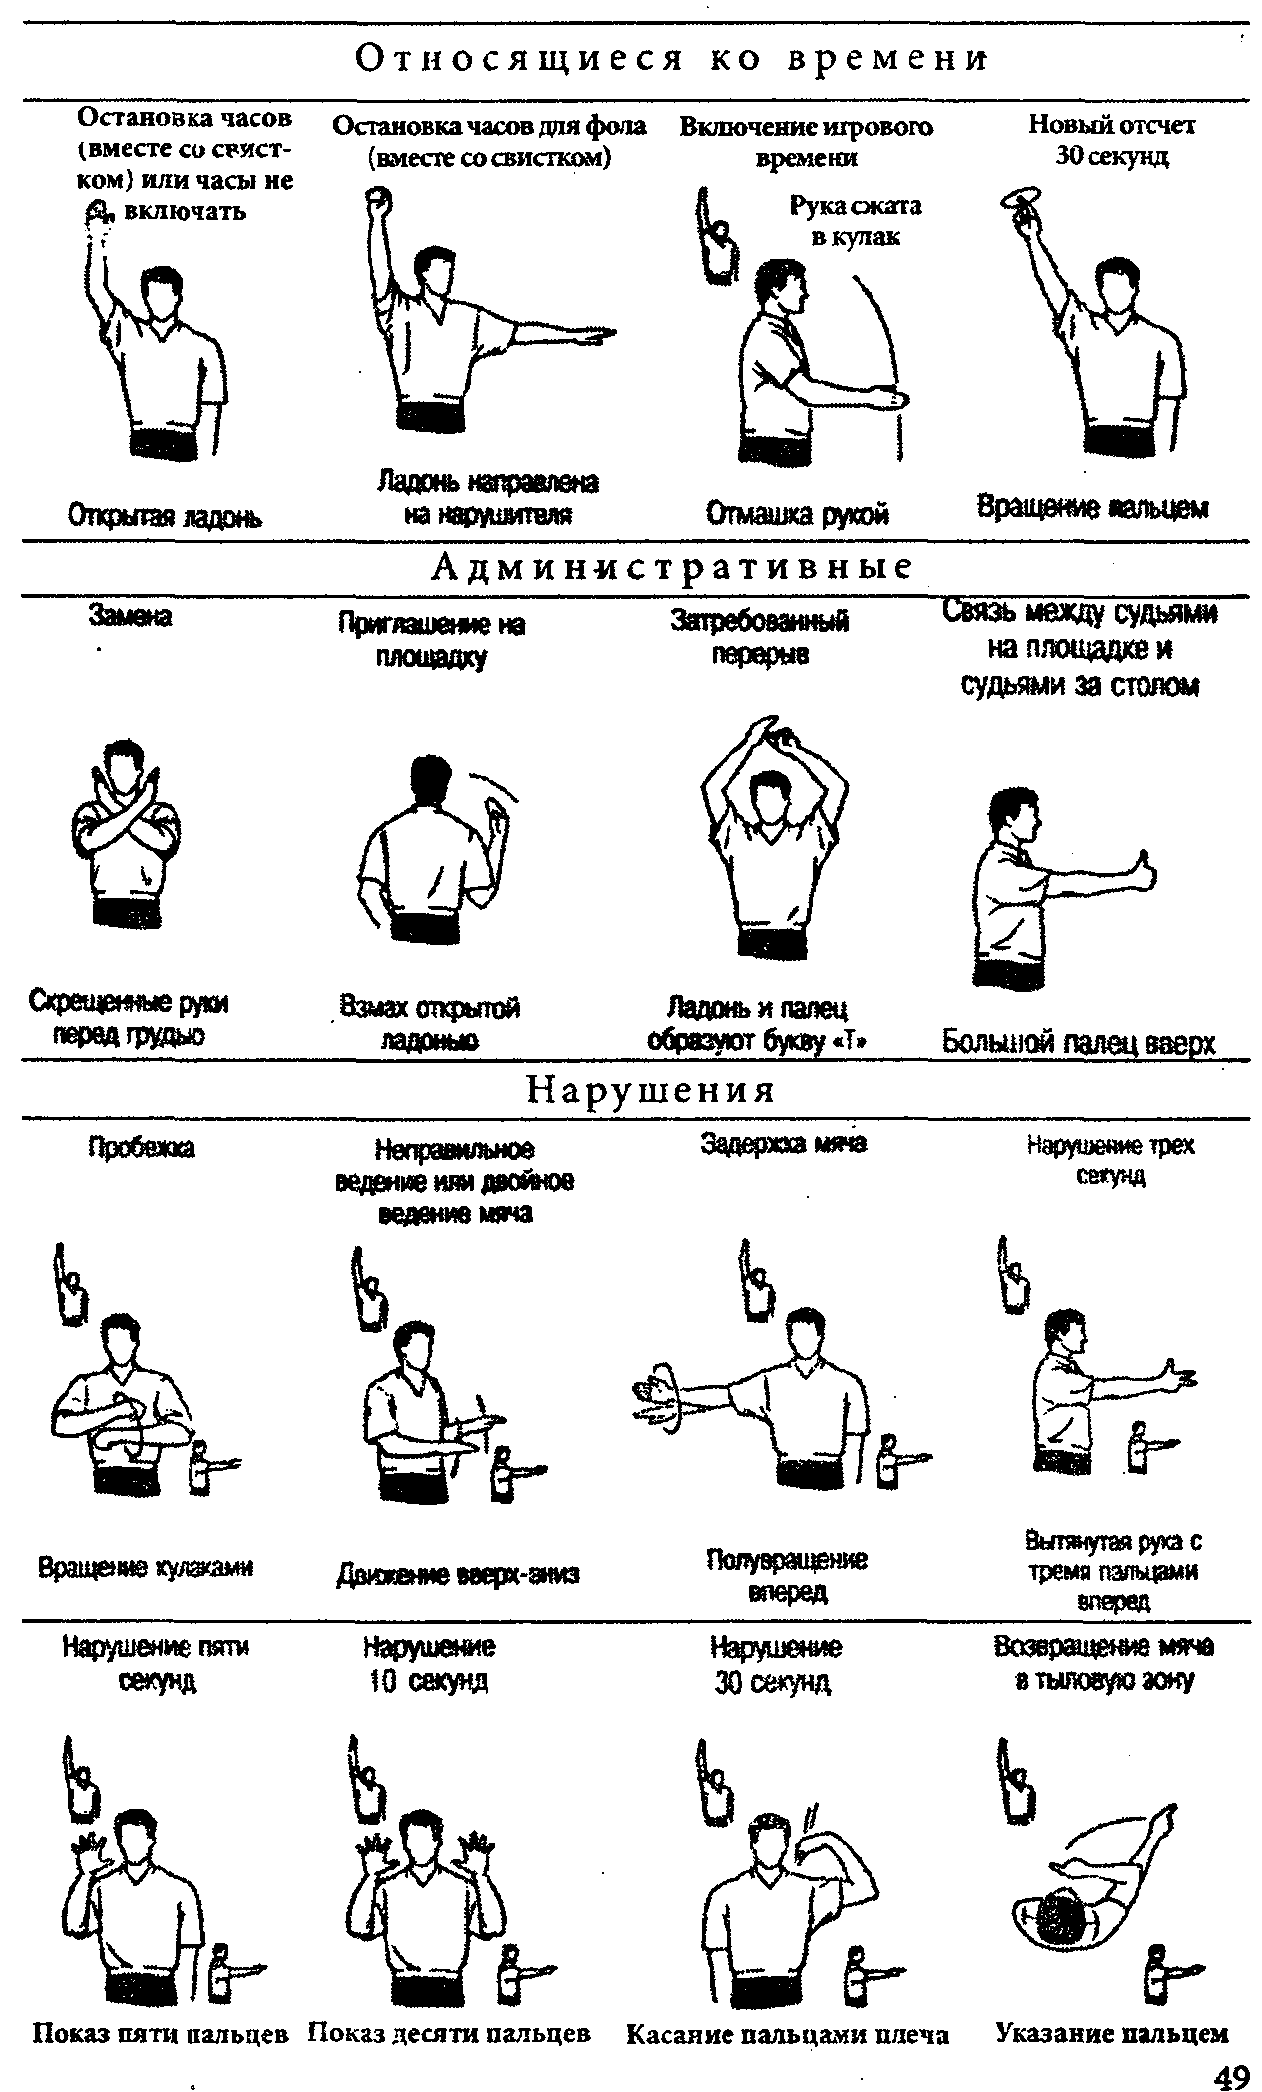 Относящиеся ко времени
Остановка часов
(вместе со свист-
ком) или часы не
включать
Остановка часов для фола
(вместе со свистком)
Включение игрового
времени
Рука сжата
в кулак
Новый отсчет
30 секунд
Открытая ладонь
Ладонь направлена
на нарушителя
Отмашка рукой
Вращение пальцем
Административные
Замена
Приглашение на
площадку
Затребованный
перерыв
Связь между судьями
на площадке и
судьями за столом
Скрещенные руки
перед грудью
Взмах открытой
ладонью
Ладонь и палец
образуют букву «Т»
Большой палец вверх
Нарушения
Пробежка
Неправильное
ведение или двойное
ведение мяча
Задержка мяча
Нарушение трех
секунд
Вращение кулаками
Движение вверх-вниз
Полувращение
вперед
Вытянутая рука с
тремя пальцами
вперед
Нарушение пяти
секунд
Нарушение
10 секунд
Нарушение
30 секунд
Возвращение мяча
в тыловую зону
Показ пяти пальцев
Показ десяти пальцев
Касание пальцами плеча
Указание пальцем
49